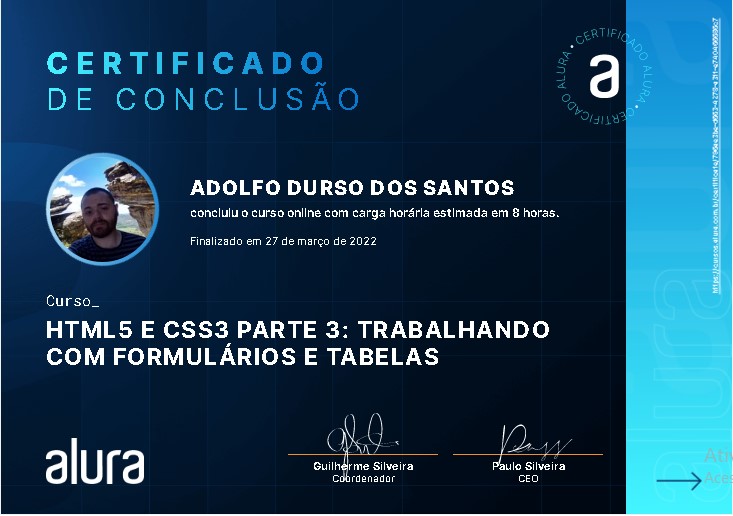 CERTIFICADO
DE CONCLUSÃO
CERTIFICADO ALURA • CERTIFICADO ALURA •
a
ADOLFO DURSO DOS SANTOS
concluiu o curso online com carga horária estimada em 8 horas.
Finalizado em 27 de março de 2022
Curso_
HTML5 E CSS3 PARTE 3: TRABALHANDO
COM FORMULÁRIOS E TABELAS
alura
Guilherme Silveira
Coordenador
Paulo Silveira
CEO
alura
Ativ
Aces